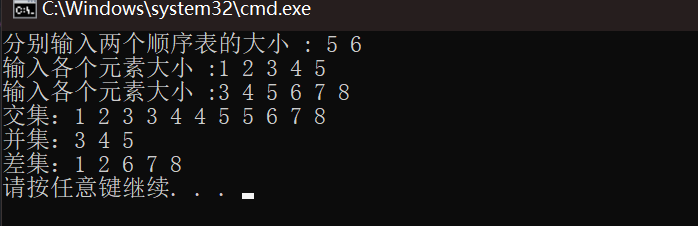 C:\Windows\system32\cmd.exe
分别输入两个顺序表的大小 : 5 6
输入各个元素大小 :1 2 3 4 5
输入各个元素大小 :3 4 5 6 7 8
交集: 1 2 3 3 4 4 5 5 6 7 8
并集: 3 4 5
差集: 1 2 6 7 8
请按任意键继续. . .